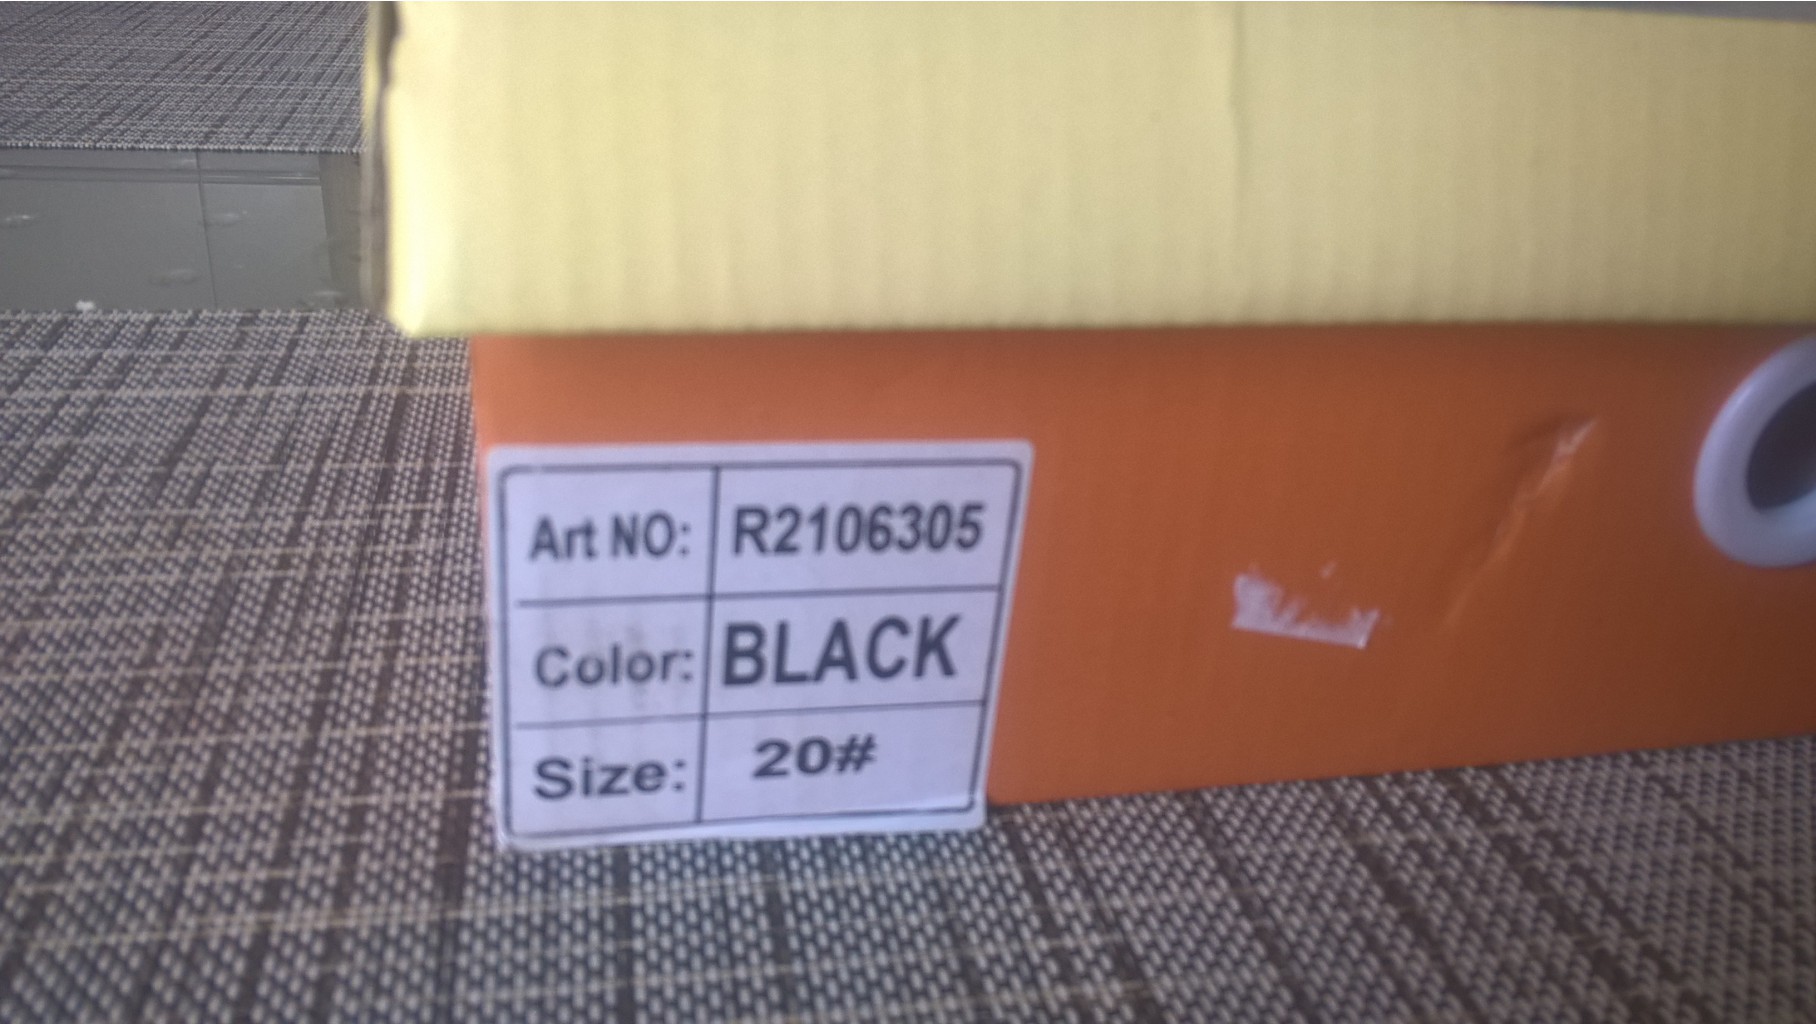 Art NO: R2106305
Color: BLACK
Size: 20#